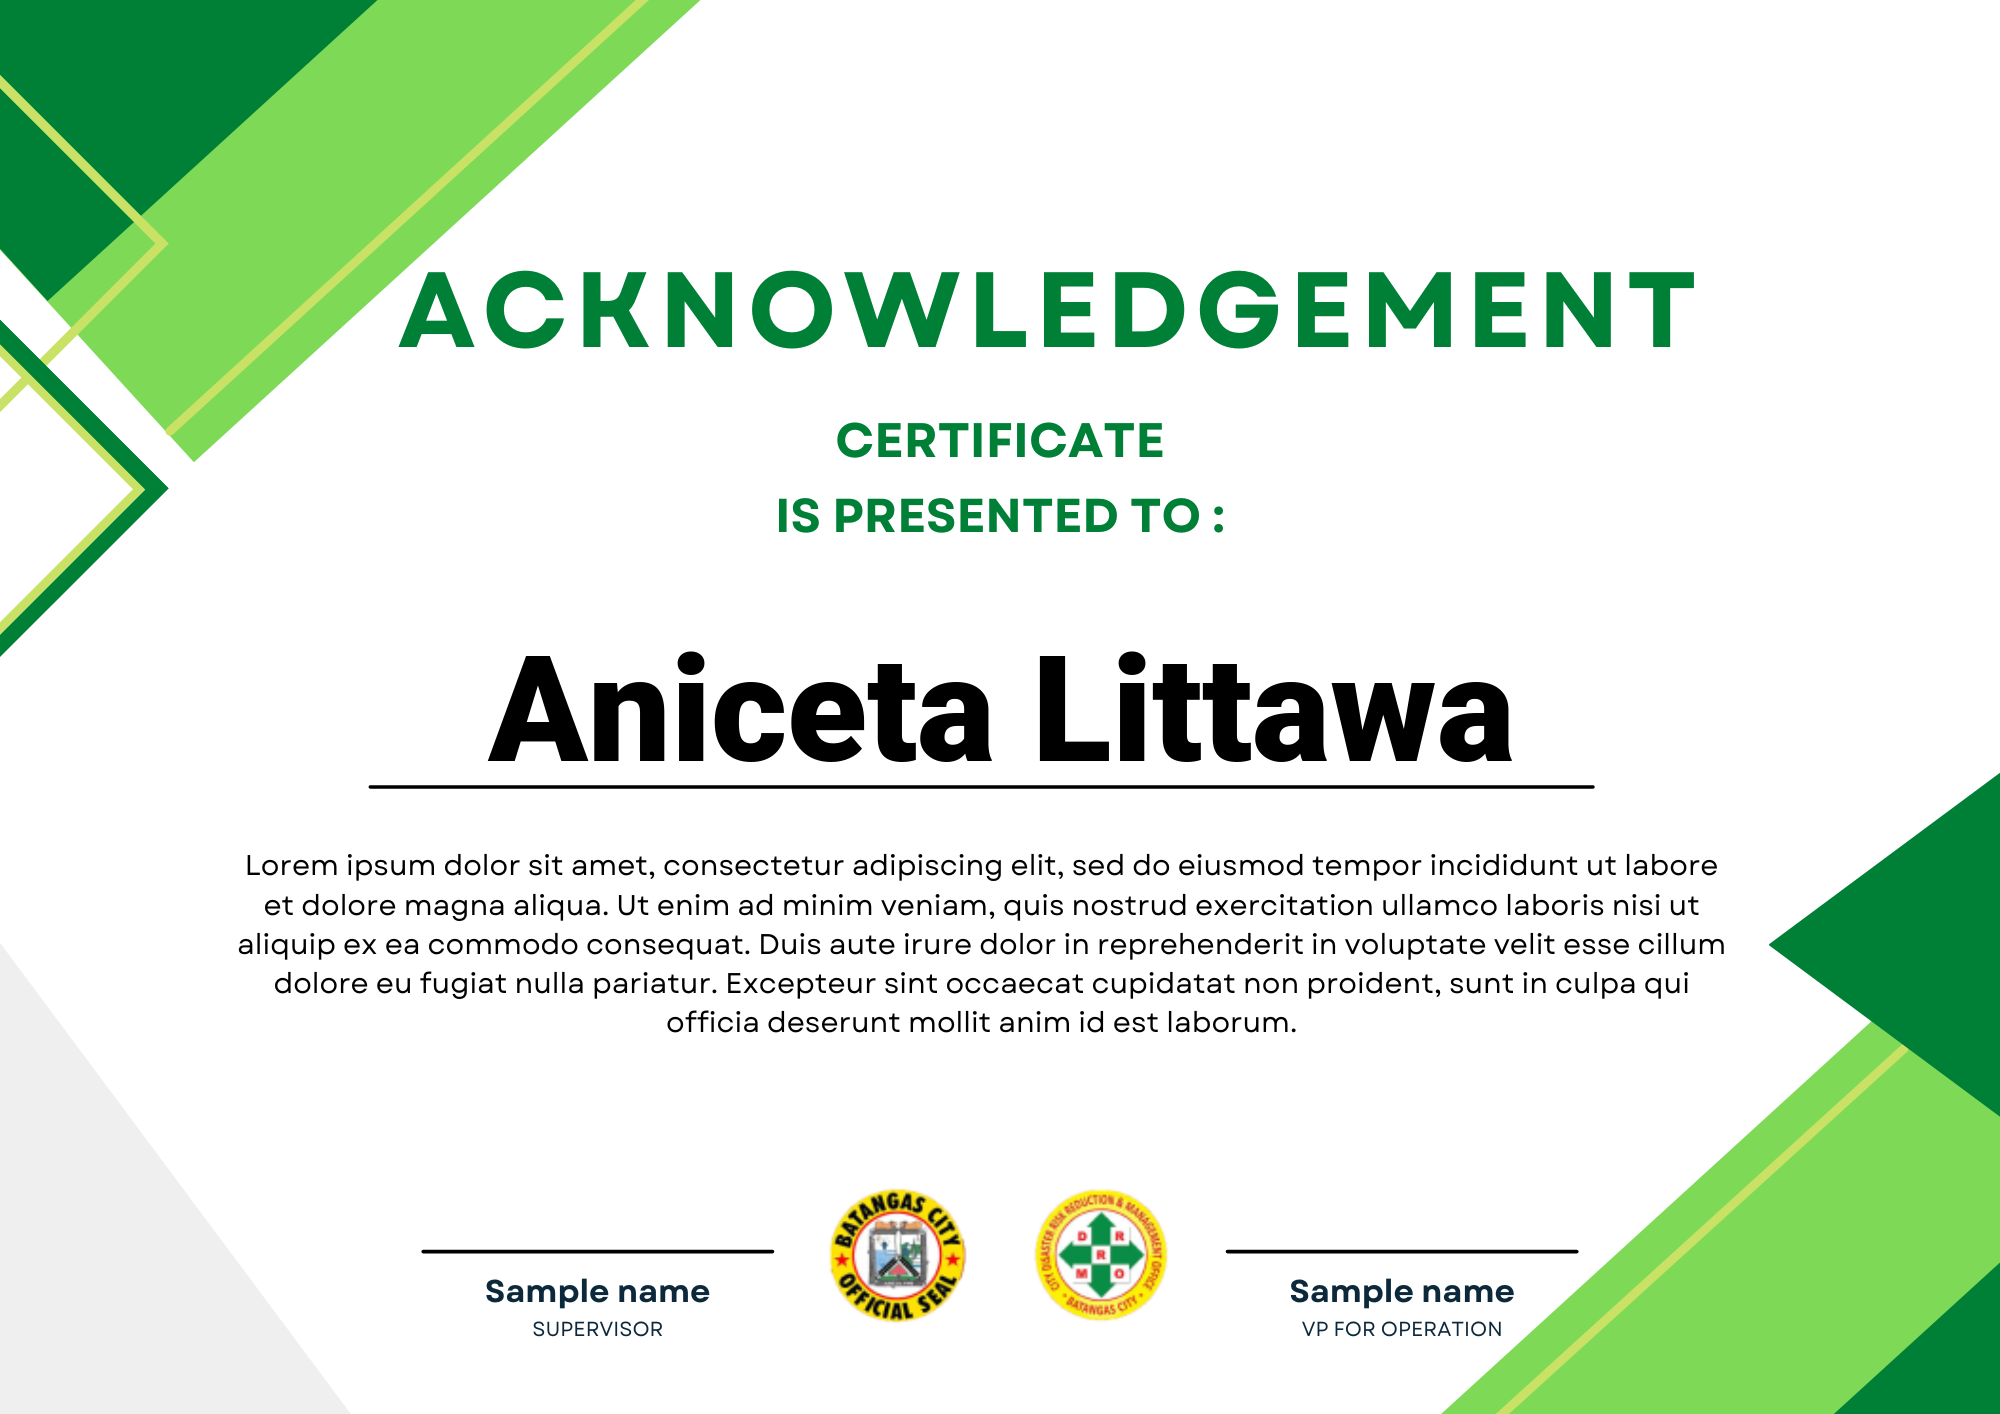 ACKNOWLEDGEMENT
CERTIFICATE
IS PRESENTED TO :
Aniceta Littawa
Lorem ipsum dolor sit amet, consectetur adipiscing elit, sed do eiusmod tempor incididunt ut labore
et dolore magna aliqua. Ut enim ad minim veniam, quis nostrud exercitation ullamco laboris nisi ut
aliquip ex ea commodo consequat. Duis aute irure dolor in reprehenderit in voluptate velit esse cillum
dolore eu fugiat nulla pariatur. Excepteur sint occaecat cupidatat non proident, sunt in culpa qui
officia deserunt mollit anim id est laborum.
Sample name
SUPERVISOR
BATANGAS CITY
OFFICIAL SEAL
CITY DISASTER RISK REDUCTION & MANAGEMENT OFFICE
D R
R
M O
BATANGAS CITY
Sample name
VP FOR OPERATION